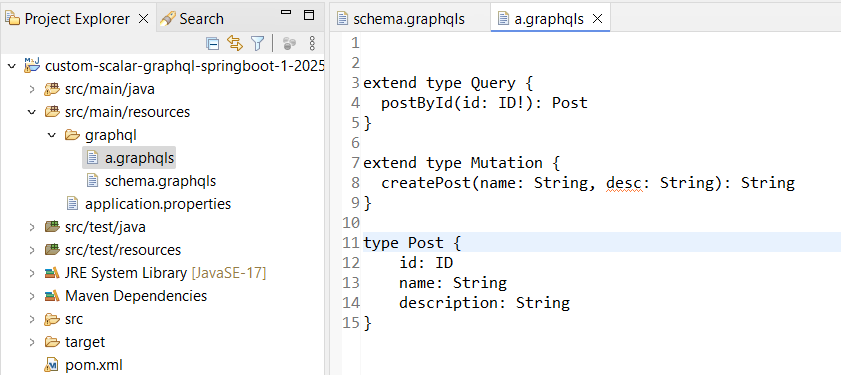 Project Explorer
Search
custom-scalar-graphql-springboot-1-2025
src/main/java
src/main/resources
graphql
a.graphqls
schema.graphqls
application.properties
src/test/java
src/test/resources
JRE System Library [JavaSE-17]
Maven Dependencies
src
target
pom.xml
schema.graphqls
a.graphqls
1
2
3 extend type Query {
4 postById(id: ID!): Post
5 }
6
7 extend type Mutation {
8 createPost(name: String, desc: String): String
9 }
10
11 type Post {
12 id: ID
13 name: String
14 description: String
15 }